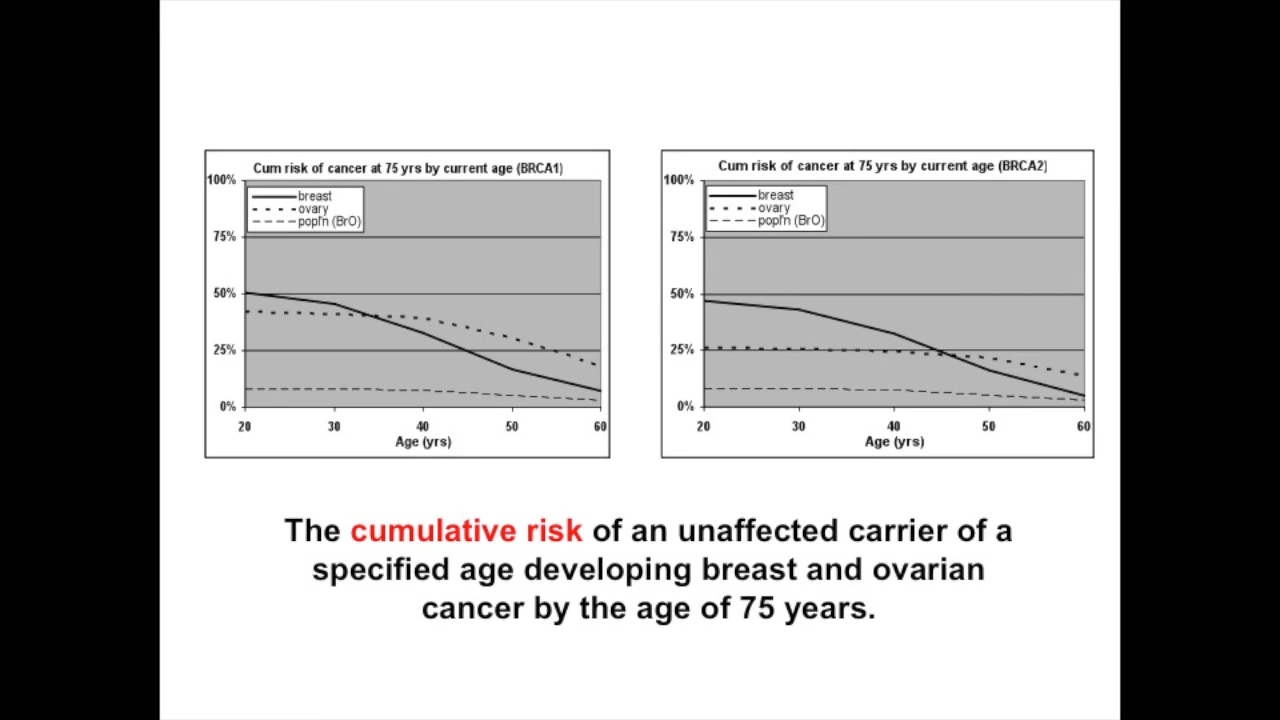 Cum risk of cancer at 75 yrs by current age (BRCA1)
100%
75%
50%
25%
0%
breast
ovary
popl'n (BrO)
20 30 40 50 60
Age (yrs)
Cum risk of cancer at 75 yrs by current age (BRCA2)
100%
75%
50%
25%
0%
breast
ovary
popl'n (BrO)
20 30 40 50 60
Age (yrs)
The cumulative risk of an unaffected carrier of a
specified age developing breast and ovarian
cancer by the age of 75 years.